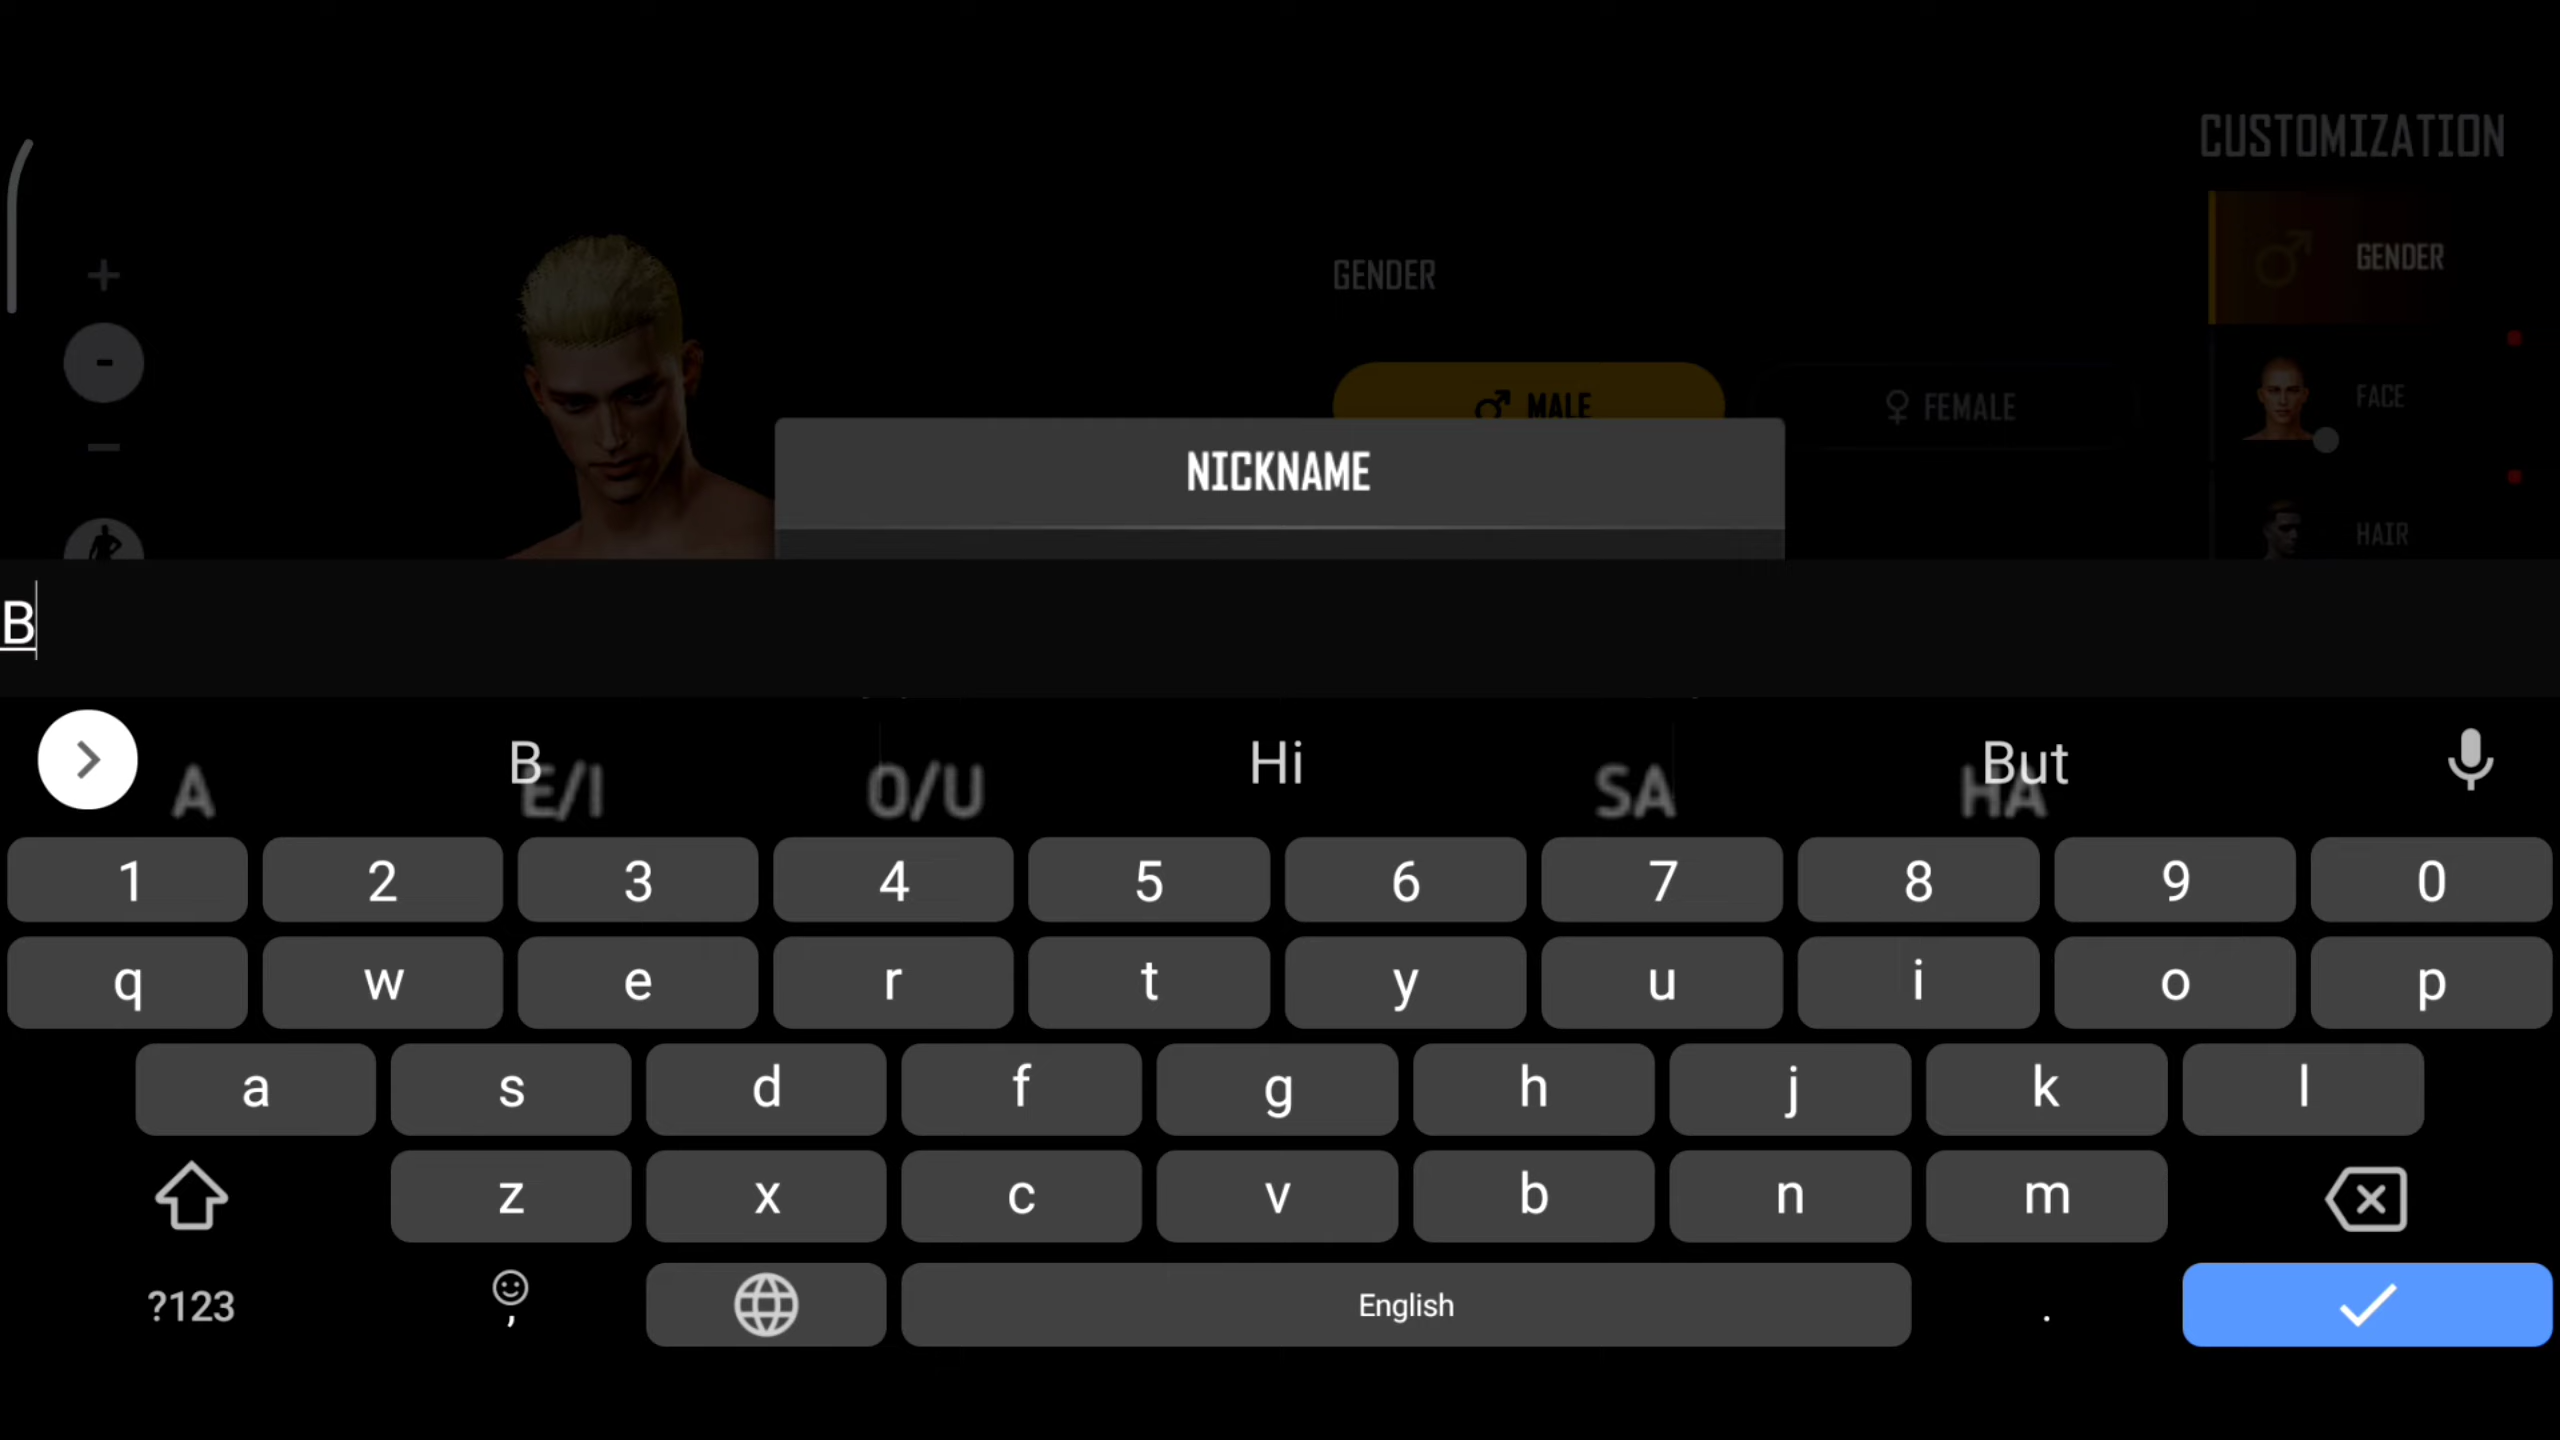 CUSTOMIZATION
GENDER
GENDER
MALE
FEMALE
FACE
NICKNAME
HAIR
B
B
Hi
But
A
E/I
O/U
SA
HA
1 2 3 4 5 6 7 8 9 0
q w e r t y u i o p
a s d f g h j k l
z x c v b n m
?123
,
English
.